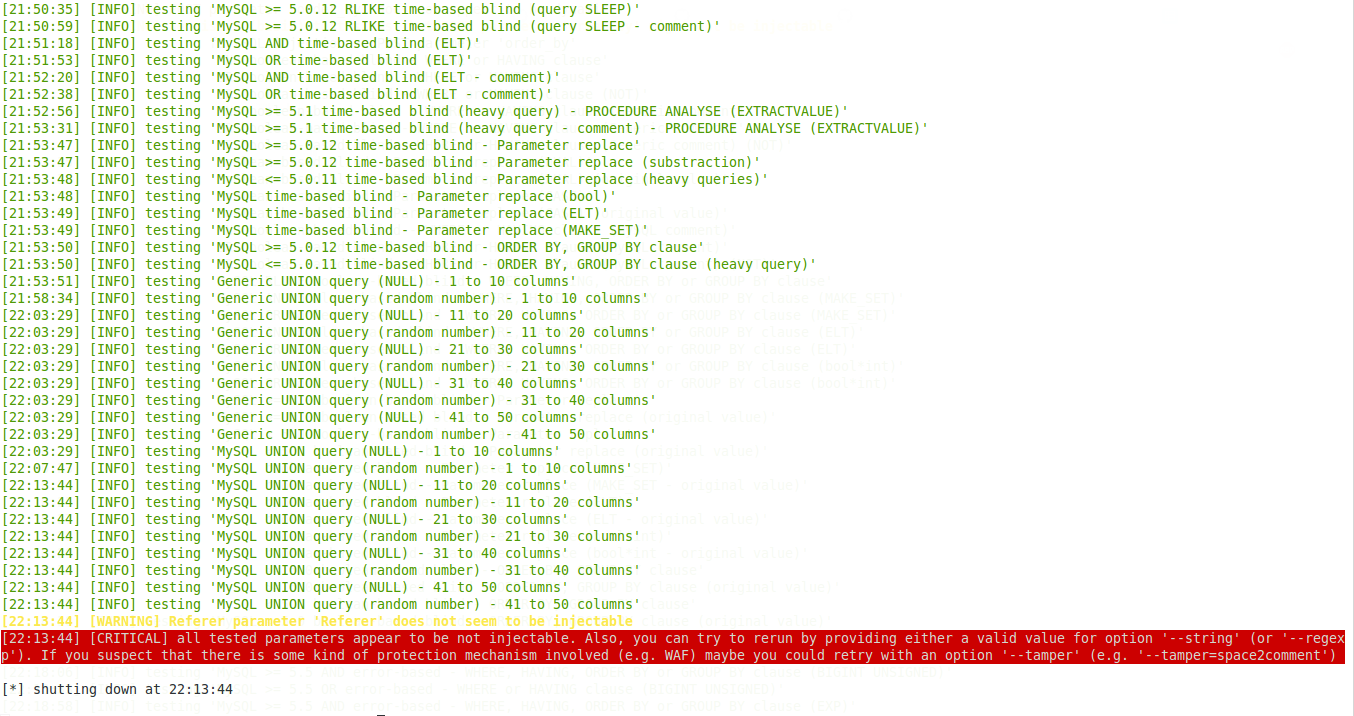 [21:50:35] [INFO] testing 'MySQL >= 5.0.12 RLIKE time-based blind (query SLEEP)'
[21:50:59] [INFO] testing 'MySQL >= 5.0.12 RLIKE time-based blind (query SLEEP - comment)'
[21:51:18] [INFO] testing 'MySQL AND time-based blind (ELT)'
[21:51:53] [INFO] testing 'MySQL OR time-based blind (ELT)'
[21:52:20] [INFO] testing 'MySQL AND time-based blind (ELT - comment)'
[21:52:38] [INFO] testing 'MySQL OR time-based blind (ELT - comment)'
[21:52:56] [INFO] testing 'MySQL >= 5.1 time-based blind (heavy query) - PROCEDURE ANALYSE (EXTRACTVALUE)'
[21:53:31] [INFO] testing 'MySQL >= 5.1 time-based blind (heavy query - comment) - PROCEDURE ANALYSE (EXTRACTVALUE)'
[21:53:47] [INFO] testing 'MySQL >= 5.0.12 time-based blind - Parameter replace'
[21:53:47] [INFO] testing 'MySQL >= 5.0.12 time-based blind - Parameter replace (substraction)'
[21:53:48] [INFO] testing 'MySQL <= 5.0.11 time-based blind - Parameter replace (heavy queries)'
[21:53:48] [INFO] testing 'MySQL time-based blind - Parameter replace (bool)'
[21:53:49] [INFO] testing 'MySQL time-based blind - Parameter replace (ELT)'
[21:53:49] [INFO] testing 'MySQL time-based blind - Parameter replace (MAKE_SET)'
[21:53:50] [INFO] testing 'MySQL >= 5.0.12 time-based blind - ORDER BY, GROUP BY clause'
[21:53:50] [INFO] testing 'MySQL <= 5.0.11 time-based blind - ORDER BY, GROUP BY clause (heavy query)'
[21:53:51] [INFO] testing 'Generic UNION query (NULL) - 1 to 10 columns'
[21:58:34] [INFO] testing 'Generic UNION query (random number) - 1 to 10 columns'
[22:03:29] [INFO] testing 'Generic UNION query (NULL) - 11 to 20 columns'
[22:03:29] [INFO] testing 'Generic UNION query (random number) - 11 to 20 columns'
[22:03:29] [INFO] testing 'Generic UNION query (NULL) - 21 to 30 columns'
[22:03:29] [INFO] testing 'Generic UNION query (random number) - 21 to 30 columns'
[22:03:29] [INFO] testing 'Generic UNION query (NULL) - 31 to 40 columns'
[22:03:29] [INFO] testing 'Generic UNION query (random number) - 31 to 40 columns'
[22:03:29] [INFO] testing 'Generic UNION query (NULL) - 41 to 50 columns'
[22:03:29] [INFO] testing 'Generic UNION query (random number) - 41 to 50 columns'
[22:03:29] [INFO] testing 'MySQL UNION query (NULL) - 1 to 10 columns'
[22:07:47] [INFO] testing 'MySQL UNION query (random number) - 1 to 10 columns'
[22:13:44] [INFO] testing 'MySQL UNION query (NULL) - 11 to 20 columns'
[22:13:44] [INFO] testing 'MySQL UNION query (random number) - 11 to 20 columns'
[22:13:44] [INFO] testing 'MySQL UNION query (NULL) - 21 to 30 columns'
[22:13:44] [INFO] testing 'MySQL UNION query (random number) - 21 to 30 columns'
[22:13:44] [INFO] testing 'MySQL UNION query (NULL) - 31 to 40 columns'
[22:13:44] [INFO] testing 'MySQL UNION query (random number) - 31 to 40 columns'
[22:13:44] [INFO] testing 'MySQL UNION query (NULL) - 41 to 50 columns'
[22:13:44] [INFO] testing 'MySQL UNION query (random number) - 41 to 50 columns'
[22:13:44] [WARNING] Referer parameter 'Referer' does not seem to be injectable
[22:13:44] [CRITICAL] all tested parameters appear to be not injectable. Also, you can try to rerun by providing either a valid value for option '--string' (or '--regex
p'). If you suspect that there is some kind of protection mechanism involved (e.g. WAF) maybe you could retry with an option '--tamper' (e.g. '--tamper=space2comment')
[*] shutting down at 22:13:44